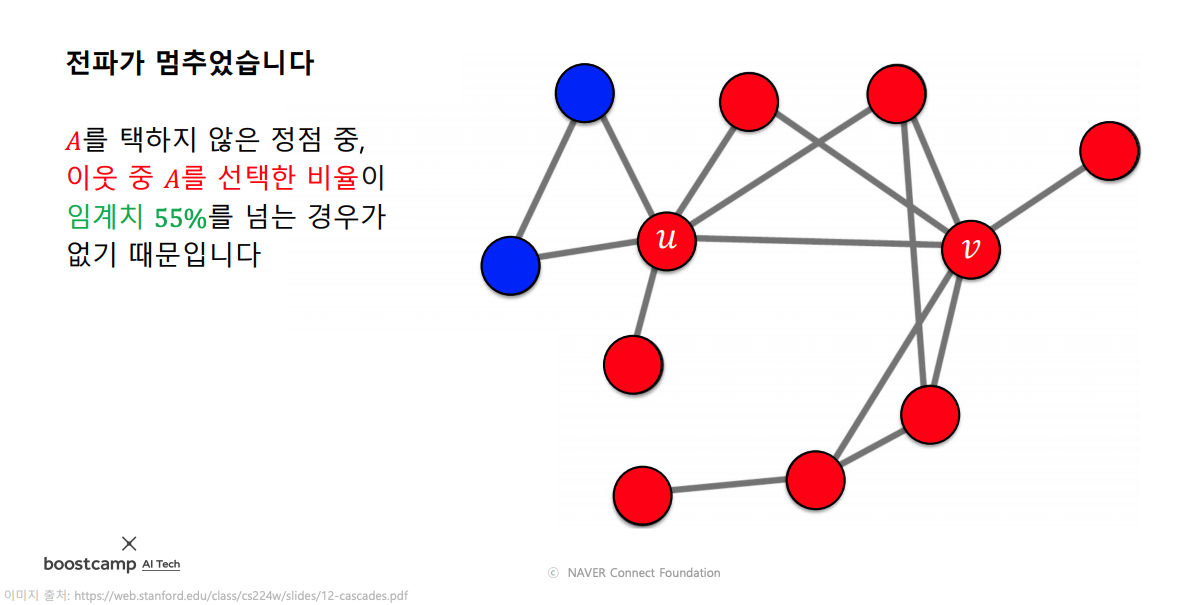 전파가 멈추었습니다
A를 택하지 않은 정점 중,
이웃 중 A를 선택한 비율이
임계치 55%를 넘는 경우가
없기 때문입니다
u
v
boostcamp AI Tech
ⓒ NAVER Connect Foundation
이미지 출처: https://web.stanford.edu/class/cs224w/slides/12-cascades.pdf